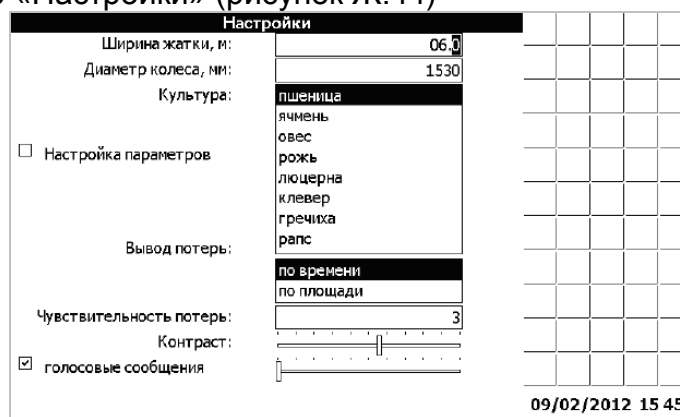 «Настройки» (рисунок Ж.44)
Настройки
Ширина жатки, м: 06.0
Диаметр колеса, мм: 1530
Культура: пшеница
ячмень
овес
Настройка параметров рожь
люцерна
клевер
гречиха
Вывод потерь: рапс
по времени
по площади
Чувствительность потерь: 3
Контраст:
голосовые сообщения
09/02/2012 15 45